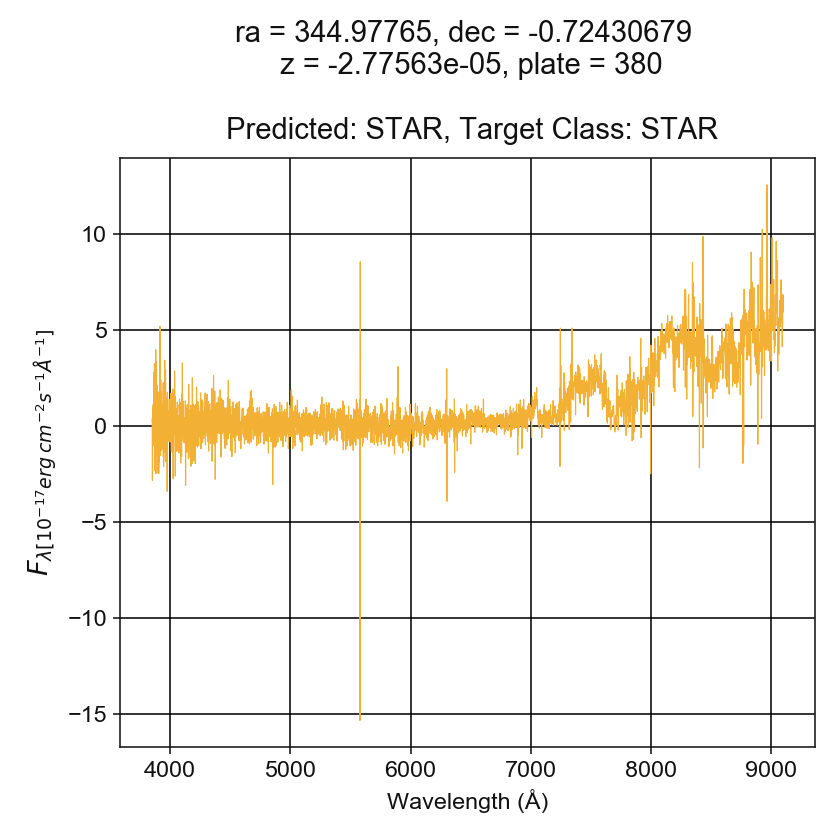 ra = 344.97765, dec = -0.72430679
z = -2.77563e-05, plate = 380
Predicted: STAR, Target Class: STAR
10
5
0
−5
−10
−15
F_{λ[10^{−17}erg cm^{−2}s^{−1}Å^{−1}]}
4000 5000 6000 7000 8000 9000
Wavelength (Å)